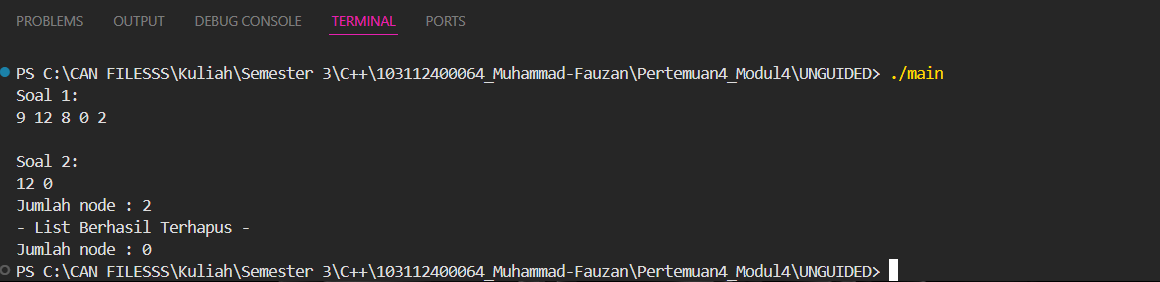 PROBLEMS OUTPUT DEBUG CONSOLE TERMINAL PORTS
PS C:\CAN FILESSS\Kuliah\Semester 3\C++\103112400064_Muhammad-Fauzan\Pertemuan4_Modul4\UNGUIDED> ./main
Soal 1:
9 12 8 0 2
Soal 2:
12 0
Jumlah node : 2
- List Berhasil Terhapus -
Jumlah node : 0
PS C:\CAN FILESSS\Kuliah\Semester 3\C++\103112400064_Muhammad-Fauzan\Pertemuan4_Modul4\UNGUIDED>